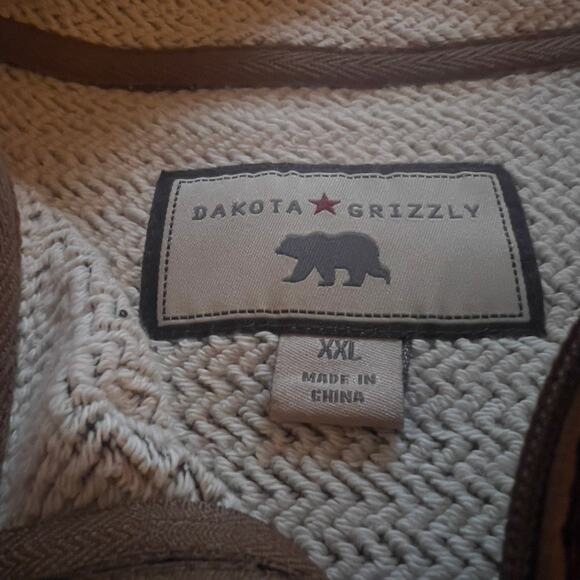 DAKOTA ★ GRIZZLY
XXL
MADE IN
CHINA